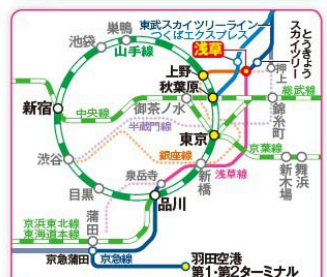 東武スカイツリーライン
つくばエクスプレス
とうきょう
スカイツリー
巣鴨
池袋
山手線
上野
浅草
押上
秋葉原
新宿
中央線
御茶ノ水
総武線
錦糸町
半蔵門線
東京
渋谷
銀座線
京葉線
泉岳寺
新橋
浅草線
新木場
舞浜
目黒
品川
京浜東北線
東海道本線
蒲田
京急蒲田
京急線
羽田空港
第1・第2ターミナル